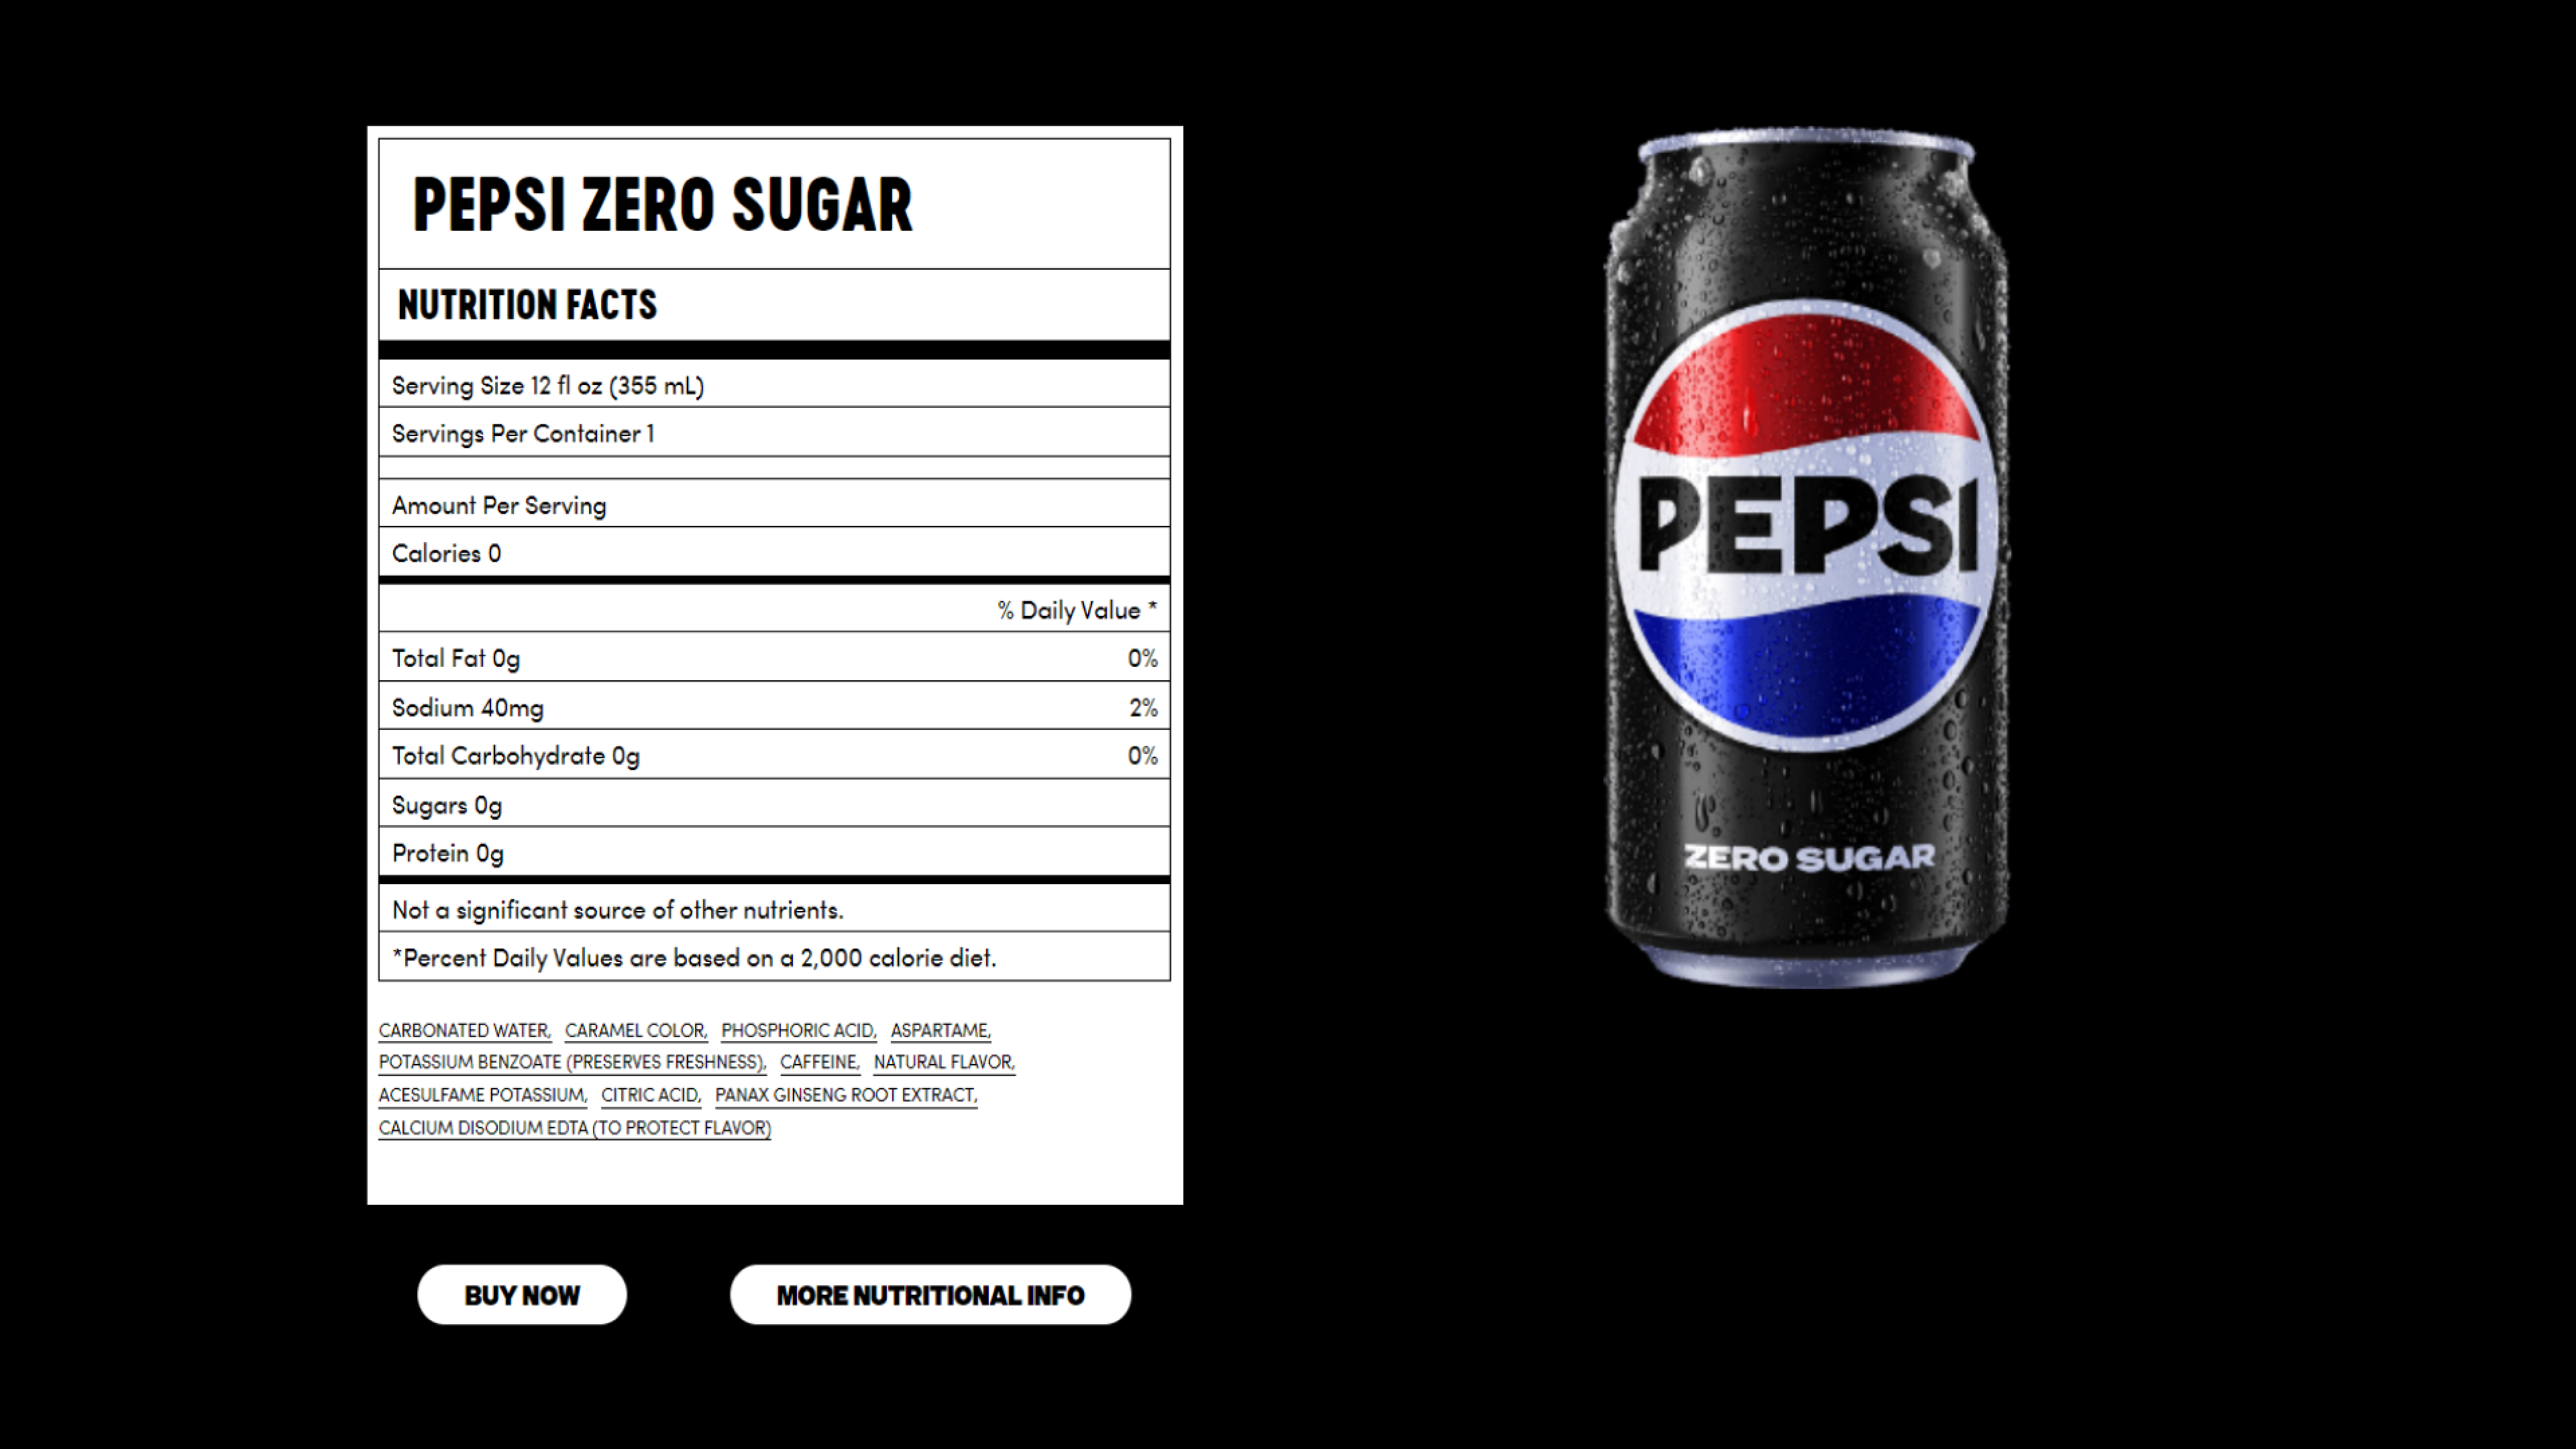 PEPSI ZERO SUGAR
NUTRITION FACTS
Serving Size 12 fl oz (355 mL)
Servings Per Container 1
Amount Per Serving
Calories 0
% Daily Value *
Total Fat 0g 0%
Sodium 40mg 2%
Total Carbohydrate 0g 0%
Sugars 0g
Protein 0g
Not a significant source of other nutrients.
*Percent Daily Values are based on a 2,000 calorie diet.
CARBONATED WATER, CARAMEL COLOR, PHOSPHORIC ACID, ASPARTAME,
POTASSIUM BENZOATE (PRESERVES FRESHNESS), CAFFEINE, NATURAL FLAVOR,
ACESULFAME POTASSIUM, CITRIC ACID, PANAX GINSENG ROOT EXTRACT,
CALCIUM DISODIUM EDTA (TO PROTECT FLAVOR)
BUY NOW
MORE NUTRITIONAL INFO
PEPSI
ZERO SUGAR